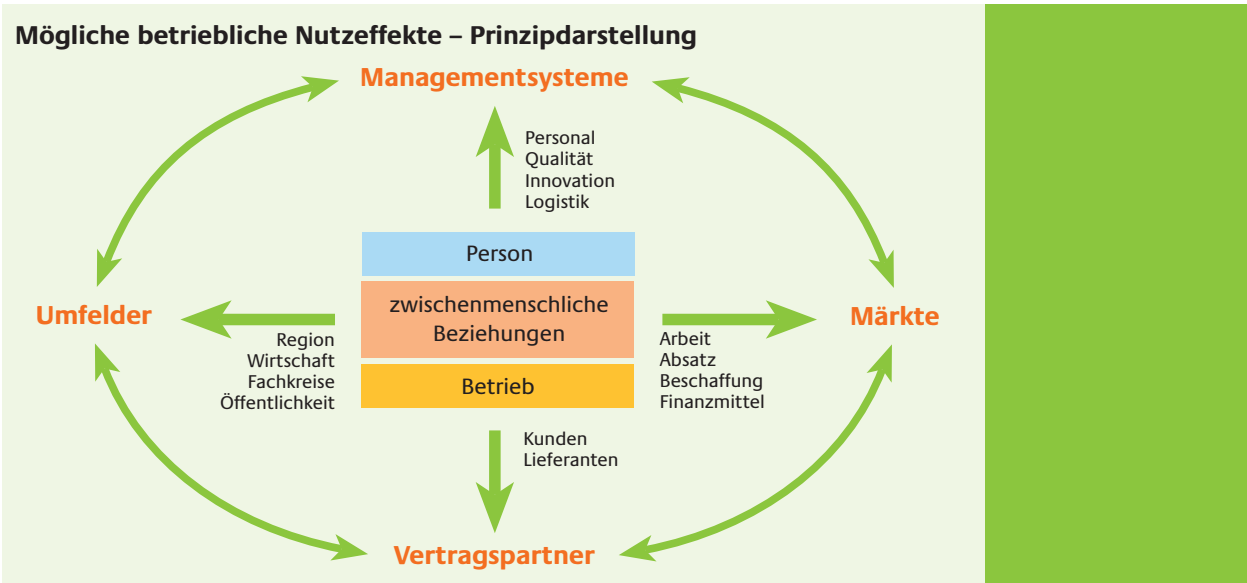 Mögliche betriebliche Nutzeffekte – Prinzipdarstellung
Managementsysteme
Personal
Qualität
Innovation
Logistik
Person
zwischenmenschliche
Beziehungen
Betrieb
Umfelder
Region
Wirtschaft
Fachkreise
Öffentlichkeit
Märkte
Arbeit
Absatz
Beschaffung
Finanzmittel
Kunden
Lieferanten
Vertragspartner